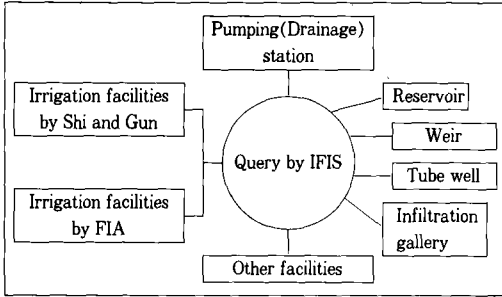 Pumping(Drainage)
station
Irrigation facilities
by Shi and Gun
Reservoir
Weir
Query by IFIS
Tube well
Irrigation facilities
by FIA
Infiltration
gallery
Other facilities